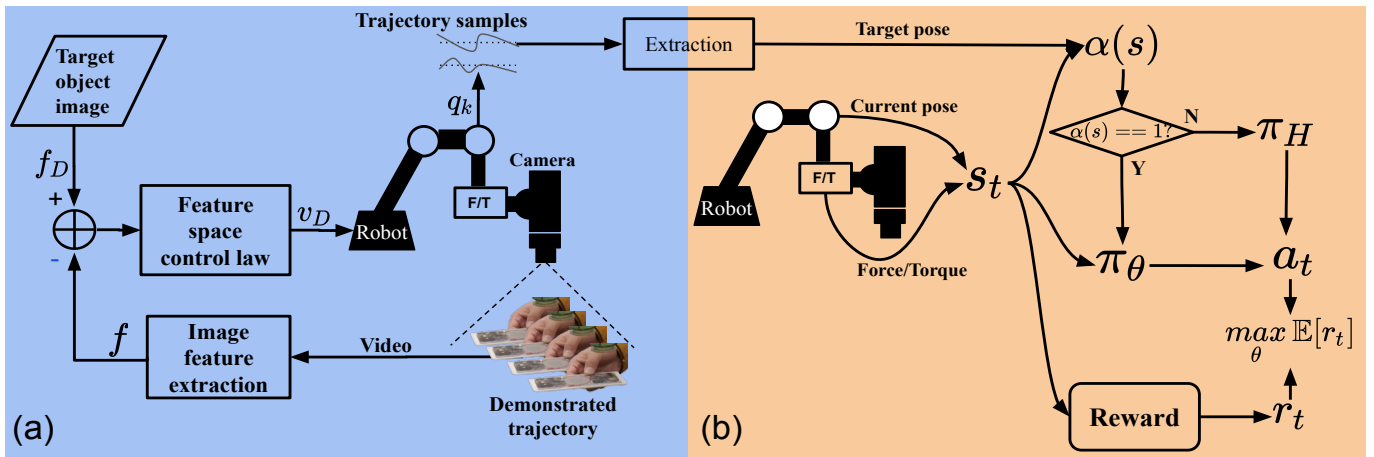 Trajectory samples
Target
object
image
f_D
+
-
Feature
space
control law
v_D
q_k
Camera
F/T
Robot
Image
feature
extraction
f
Video
Demonstrated
trajectory
(a)
Extraction
Target pose
α(s)
Current pose
α(s) == 1?
N
Y
π_H
F/T
Robot
s_t
Force/Torque
π_θ
a_t
max_θ 𝔼[r_t]
Reward
r_t
(b)